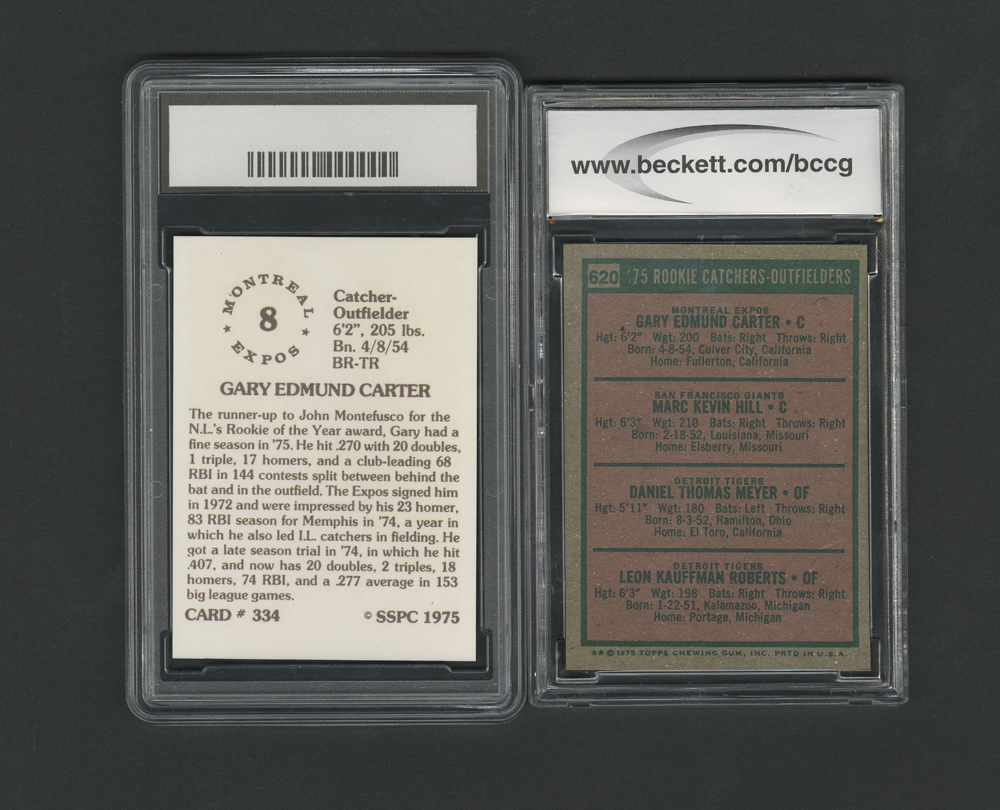 MONTREAL
8
★ EXPOS ★
Catcher-
Outfielder
6'2", 205 lbs.
Bn. 4/8/54
BR-TR
GARY EDMUND CARTER
The runner-up to John Montefusco for the
N.L.'s Rookie of the Year award, Gary had a
fine season in '75. He hit .270 with 20 doubles,
1 triple, 17 homers, and a club-leading 68
RBI in 144 contests split between behind the
bat and in the outfield. The Expos signed him
in 1972 and were impressed by his 23 homer,
83 RBI season for Memphis in '74, a year in
which he also led I.L. catchers in fielding. He
got a late season trial in '74, in which he hit
.407, and now has 20 doubles, 2 triples, 18
homers, 74 RBI, and a .277 average in 153
big league games.
CARD # 334 © SSPC 1975
www.beckett.com/bccg
620 '75 ROOKIE CATCHERS-OUTFIELDERS
MONTREAL EXPOS
GARY EDMUND CARTER • C
Hgt: 6'2" Wgt: 200 Bats: Right Throws: Right
Born: 4-8-54, Culver City, California
Home: Fullerton, California
SAN FRANCISCO GIANTS
MARC KEVIN HILL • C
Hgt: 6'3" Wgt: 210 Bats: Right Throws: Right
Born: 2-18-52, Louisiana, Missouri
Home: Elsberry, Missouri
DETROIT TIGERS
DANIEL THOMAS MEYER • OF
Hgt: 5'11" Wgt: 180 Bats: Left Throws: Right
Born: 8-3-52, Hamilton, Ohio
Home: El Toro, California
DETROIT TIGERS
LEON KAUFFMAN ROBERTS • OF
Hgt: 6'3" Wgt: 198 Bats: Right Throws: Right
Born: 1-22-51, Kalamazoo, Michigan
Home: Portage, Michigan
★★ © 1975 TOPPS CHEWING GUM, INC. PRTD IN U.S.A.